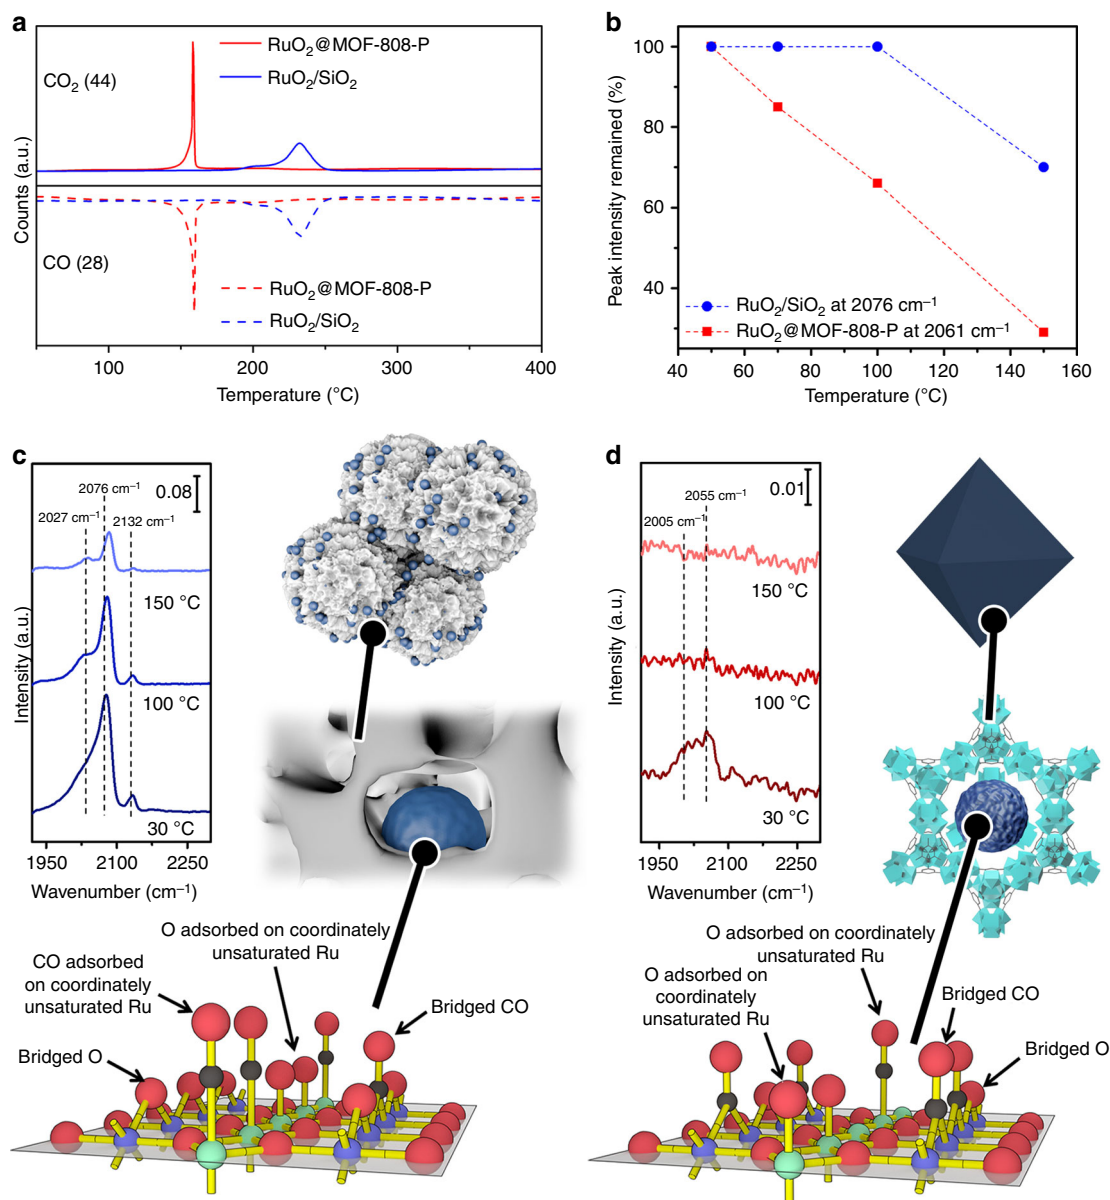 a
RuO₂@MOF-808-P
RuO₂/SiO₂
CO₂ (44)
Counts (a.u.)
CO (28)
RuO₂@MOF-808-P
RuO₂/SiO₂
100 200 300 400
Temperature (°C)
b
100
80
60
40
Peak intensity remained (%)
RuO₂/SiO₂ at 2076 cm⁻¹
RuO₂@MOF-808-P at 2061 cm⁻¹
40 60 80 100 120 140 160
Temperature (°C)
c
2076 cm⁻¹
0.08
2027 cm⁻¹
2132 cm⁻¹
150 °C
100 °C
30 °C
Intensity (a.u.)
1950 2100 2250
Wavenumber (cm⁻¹)
O adsorbed on coordinately
unsaturated Ru
CO adsorbed
on coordinately
unsaturated Ru
Bridged CO
Bridged O
d
2055 cm⁻¹
0.01
2005 cm⁻¹
150 °C
100 °C
30 °C
Intensity (a.u.)
1950 2100 2250
Wavenumber (cm⁻¹)
O adsorbed on coordinately
unsaturated Ru
O adsorbed on
coordinately
unsaturated Ru
Bridged CO
Bridged O